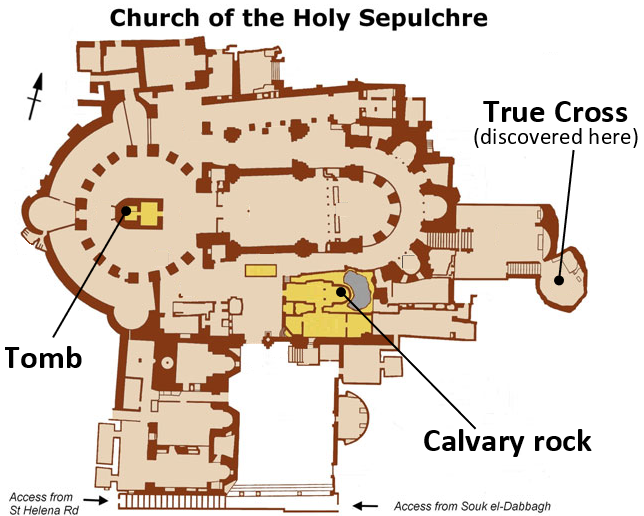 Church of the Holy Sepulchre
True Cross
(discovered here)
Tomb
Calvary rock
Access from
St Helena Rd
Access from Souk el-Dabbagh